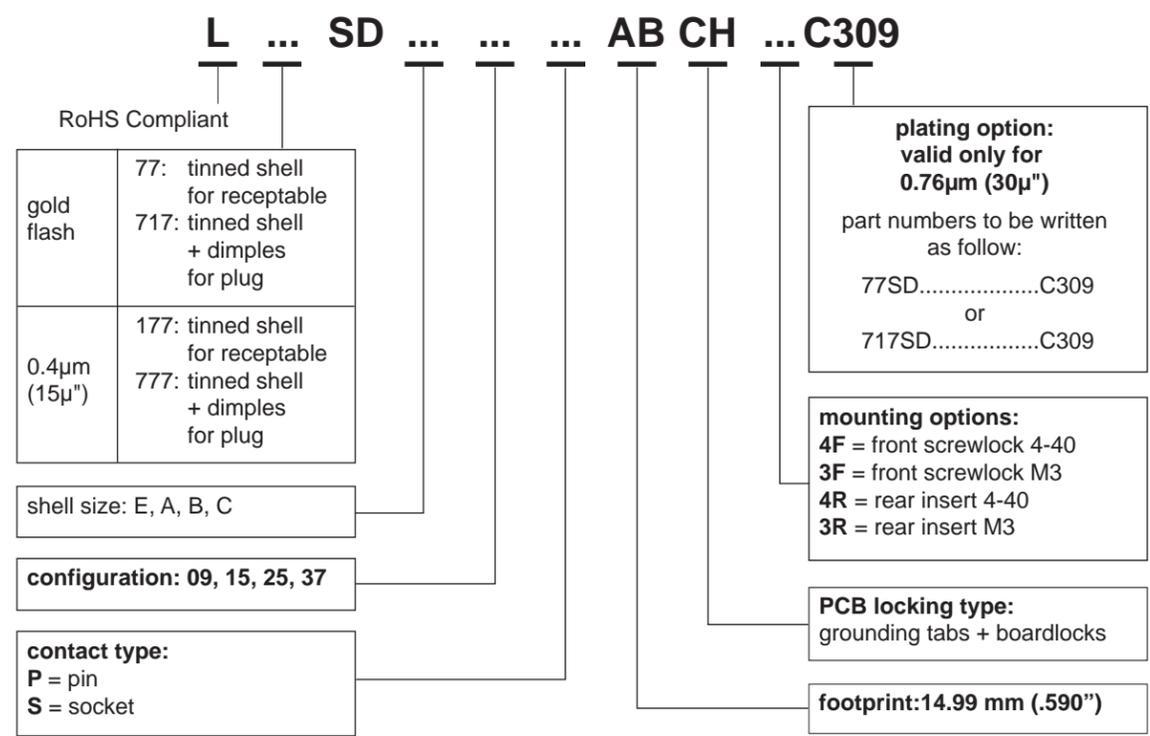 L ... SD ... ... ... AB CH ... C309
RoHS Compliant
gold
flash
77: tinned shell
for receptable
717: tinned shell
+ dimples
for plug
0.4µm
(15µ")
177: tinned shell
for receptable
777: tinned shell
+ dimples
for plug
shell size: E, A, B, C
configuration: 09, 15, 25, 37
contact type:
P = pin
S = socket
plating option:
valid only for
0.76µm (30µ")
part numbers to be written
as follow:
77SD...................C309
or
717SD.................C309
mounting options:
4F = front screwlock 4-40
3F = front screwlock M3
4R = rear insert 4-40
3R = rear insert M3
PCB locking type:
grounding tabs + boardlocks
footprint:14.99 mm (.590”)